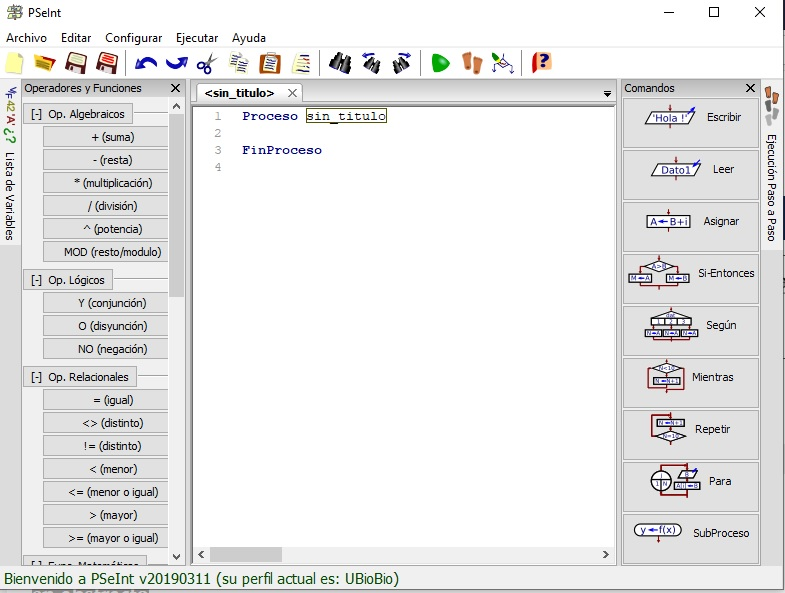 PSeInt
Archivo Editar Configurar Ejecutar Ayuda
Operadores y Funciones
[-] Op. Algebraicos
+ (suma)
- (resta)
* (multiplicación)
/ (división)
^ (potencia)
MOD (resto/modulo)
[-] Op. Lógicos
Y (conjunción)
O (disyunción)
NO (negación)
[-] Op. Relacionales
= (igual)
<> (distinto)
!= (distinto)
< (menor)
<= (menor o igual)
> (mayor)
>= (mayor o igual)
Lista de Variables
<sin_titulo>
1 Proceso sin_titulo
2
3 FinProceso
4
Comandos
'Hola !' Escribir
Dato1 Leer
A←B+i Asignar
A>B
M←A M←B
Si-Entonces
Según
Mientras
Repetir
Para
y←f(x) SubProceso
Ejecución Paso a Paso
Bienvenido a PSeInt v20190311 (su perfil actual es: UBioBio)